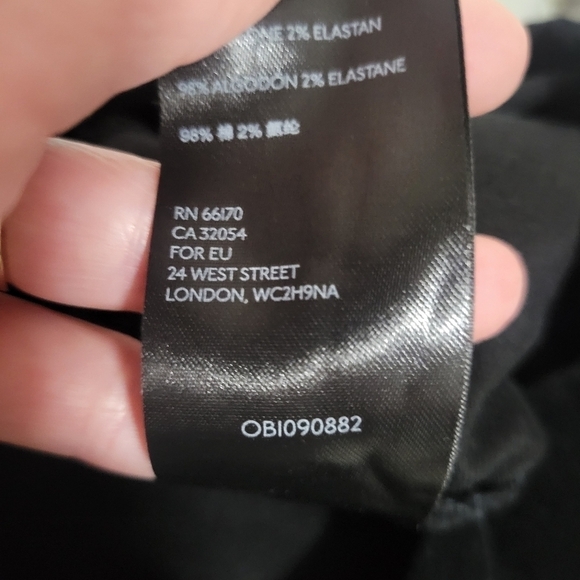 ONE 2% ELASTAN
98% ALGODON 2% ELASTANE
98% 棉 2% 氨纶
RN 66170
CA 32054
FOR EU
24 WEST STREET
LONDON, WC2H9NA
OBI090882